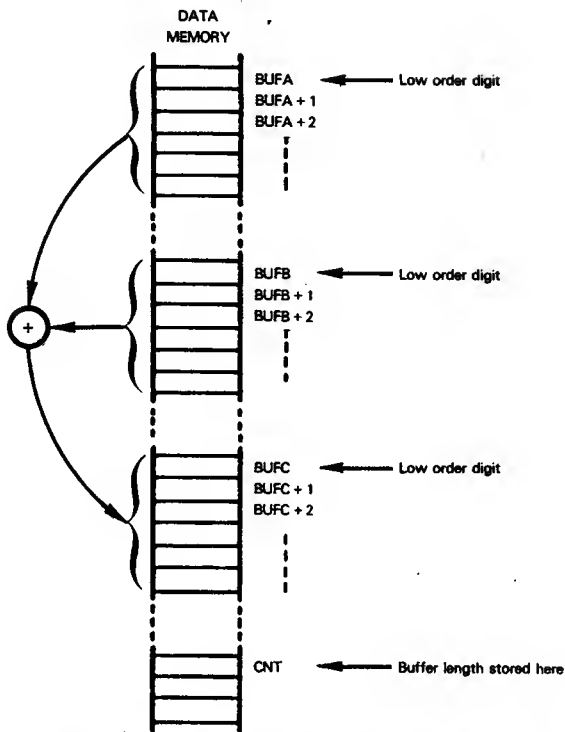 DATA
MEMORY
BUFA Low order digit
BUFA + 1
BUFA + 2
BUFB Low order digit
BUFB + 1
BUFB + 2
+
BUFC Low order digit
BUFC + 1
BUFC + 2
CNT Buffer length stored here